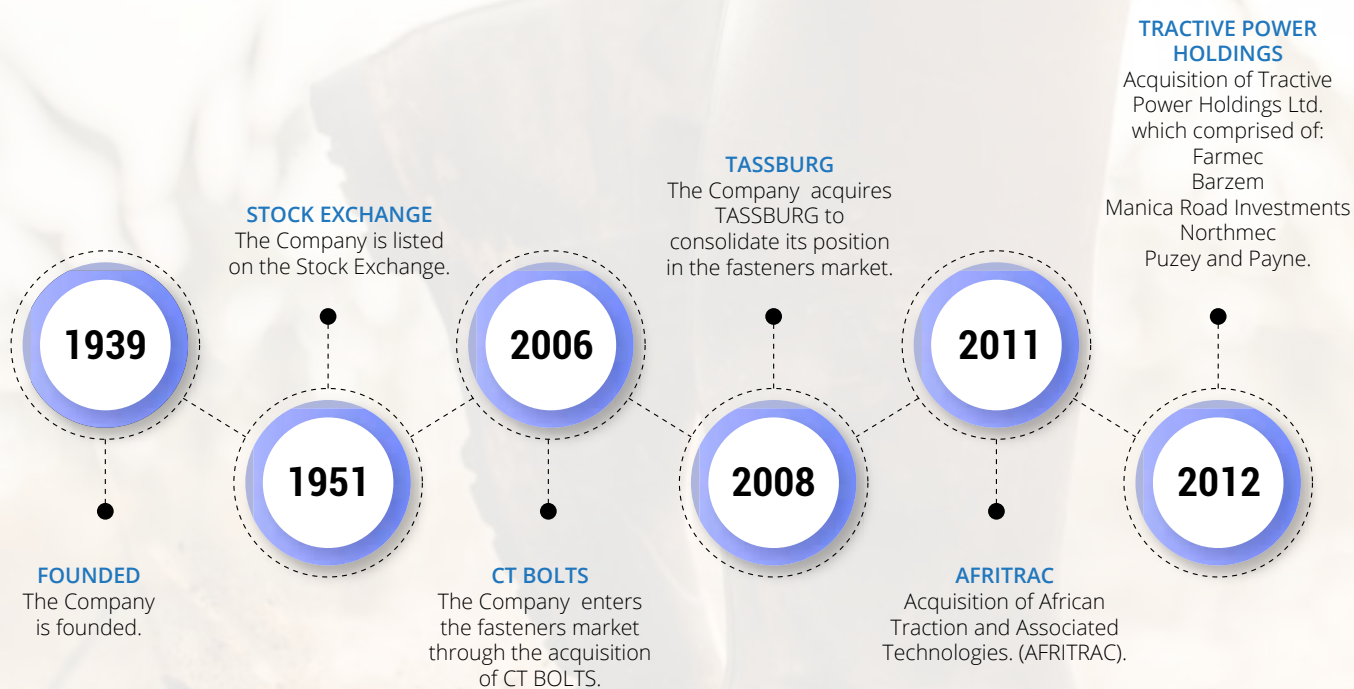 1939
FOUNDED
The Company
is founded.
STOCK EXCHANGE
The Company is listed
on the Stock Exchange.
1951
2006
CT BOLTS
The Company  enters
the fasteners market
through the acquisition
of CT BOLTS.
TASSBURG
The Company  acquires
TASSBURG to
consolidate its position
in the fasteners market.
2008
2011
AFRITRAC
Acquisition of African
Traction and Associated
Technologies. (AFRITRAC).
TRACTIVE POWER
HOLDINGS
Acquisition of Tractive
Power Holdings Ltd.
which comprised of:
Farmec
Barzem
Manica Road Investments
Northmec
Puzey and Payne.
2012